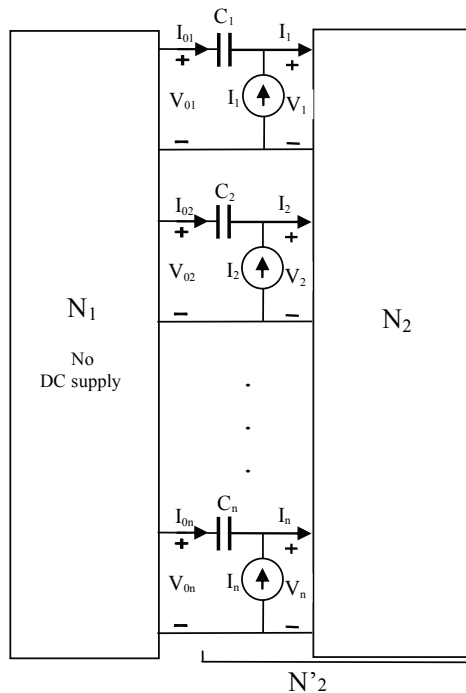 C₁
I₀₁ I₁
+ +
V₀₁ I₁ V₁
− −
C₂
I₀₂ I₂
+ +
V₀₂ I₂ V₂
− −
N₁ N₂
No
DC supply
.
.
.
Cₙ
I₀ₙ Iₙ
+ +
V₀ₙ Iₙ Vₙ
− −
N'₂